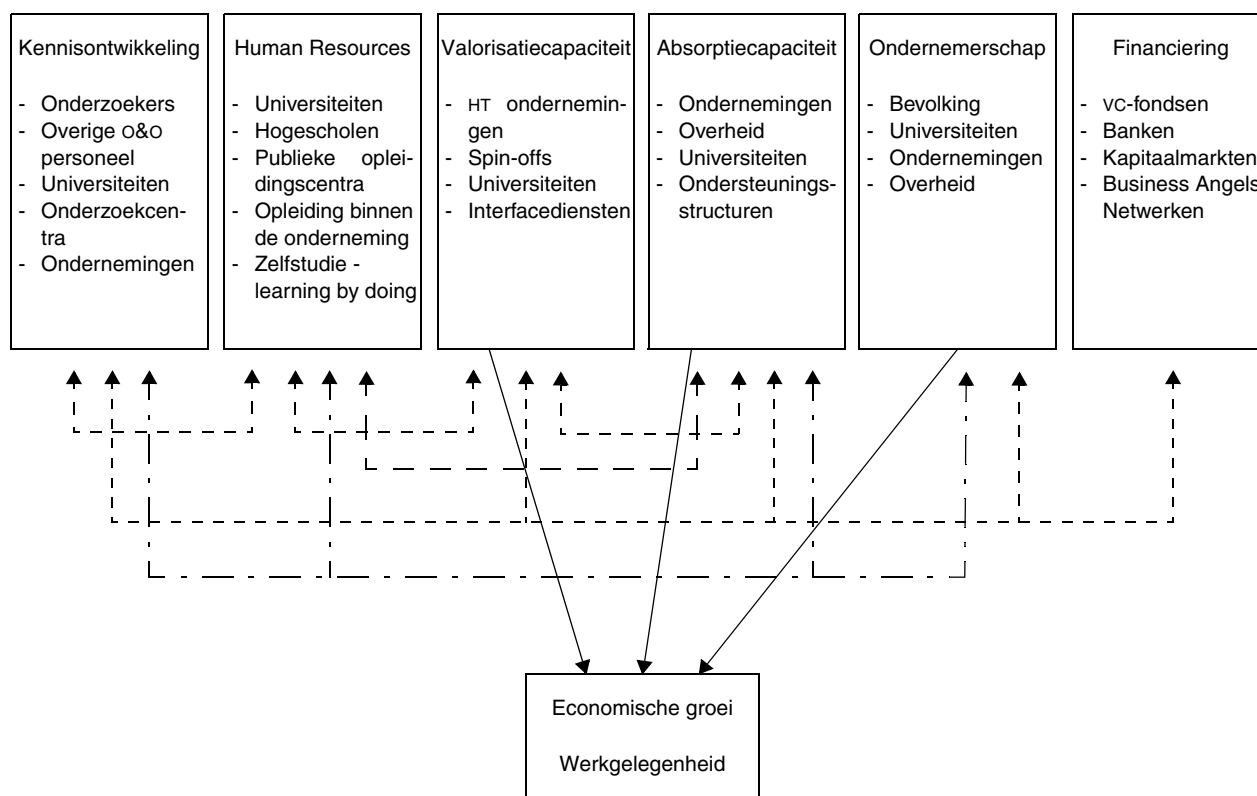 Kennisontwikkeling
- Onderzoekers
- Overige O&O
personeel
- Universiteiten
- Onderzoekcen-
tra
- Ondernemingen
Human Resources
- Universiteiten
- Hogescholen
- Publieke oplei-
dingscentra
- Opleiding binnen
de onderneming
- Zelfstudie -
learning by doing
Valorisatiecapaciteit
- HT ondernemin-
gen
- Spin-offs
- Universiteiten
- Interfacediensten
Absorptiecapaciteit
- Ondernemingen
- Overheid
- Universiteiten
- Ondersteunings-
structuren
Ondernemerschap
- Bevolking
- Universiteiten
- Ondernemingen
- Overheid
Financiering
- VC-fondsen
- Banken
- Kapitaalmarkten
- Business Angels
Netwerken
Economische groei
Werkgelegenheid